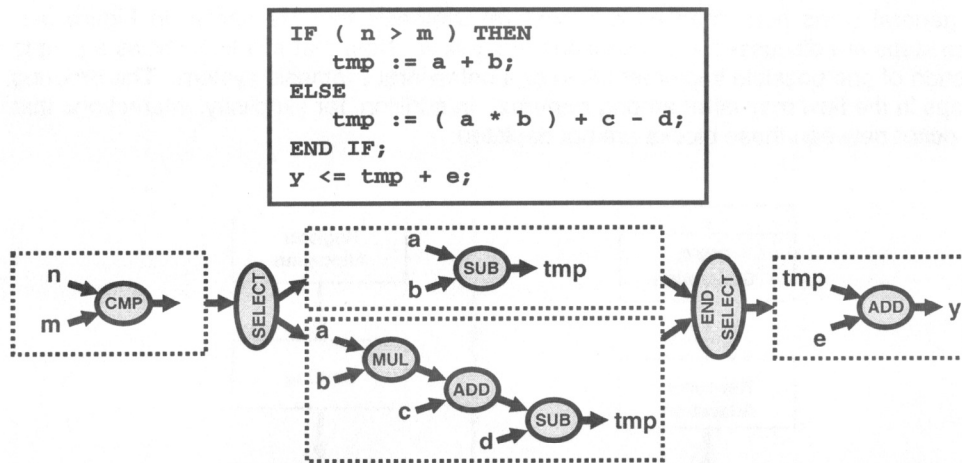 IF ( n > m ) THEN
tmp := a + b;
ELSE
tmp := ( a * b ) + c - d;
END IF;
y <= tmp + e;
n
m
CMP
SELECT
a
b
SUB
tmp
a
b
MUL
c
ADD
d
SUB
tmp
END
SELECT
tmp
e
ADD
y